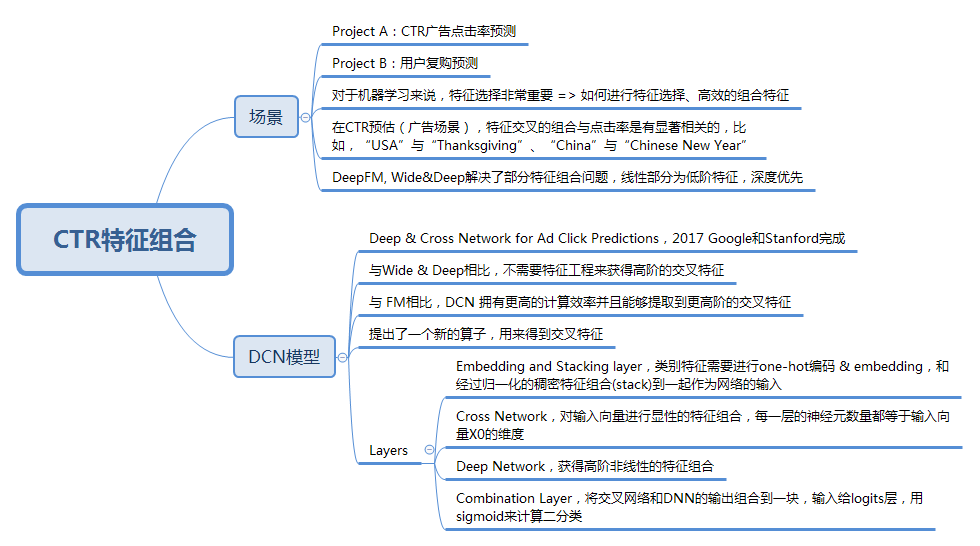 CTR特征组合
场景
Project A：CTR广告点击率预测
Project B：用户复购预测
对于机器学习来说，特征选择非常重要 => 如何进行特征选择、高效的组合特征
在CTR预估（广告场景），特征交叉的组合与点击率是有显著相关的，比
如，“USA”与“Thanksgiving”、“China”与“Chinese New Year”
DeepFM, Wide&Deep解决了部分特征组合问题，线性部分为低阶特征，深度优先
DCN模型
Deep & Cross Network for Ad Click Predictions，2017 Google和Stanford完成
与Wide & Deep相比，不需要特征工程来获得高阶的交叉特征
与 FM相比，DCN 拥有更高的计算效率并且能够提取到更高阶的交叉特征
提出了一个新的算子，用来得到交叉特征
Layers
Embedding and Stacking layer，类别特征需要进行one-hot编码 & embedding，和
经过归一化的稠密特征组合(stack)到一起作为网络的输入
Cross Network，对输入向量进行显性的特征组合，每一层的神经元数量都等于输入向
量X0的维度
Deep Network，获得高阶非线性的特征组合
Combination Layer，将交叉网络和DNN的输出组合到一块，输入给logits层，用
sigmoid来计算二分类